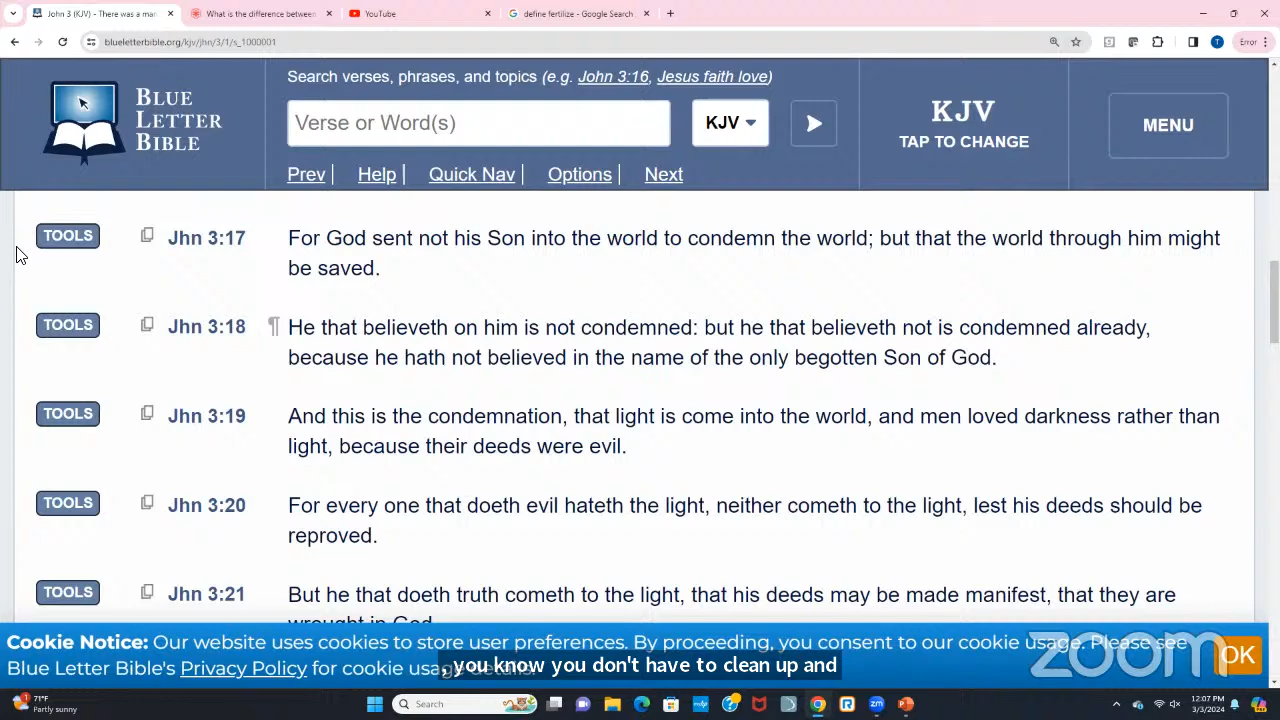 John 3 (KJV) - There was a ma
What is the difference between
YouTube
define fertilize - Google Search
blueletterbible.org/kjv/jhn/3/1/s_1000001
Error
BLUE LETTER BIBLE
Search verses, phrases, and topics (e.g. John 3:16, Jesus faith love)
Verse or Word(s)
KJV
Prev | Help | Quick Nav | Options | Next
KJV
TAP TO CHANGE
MENU
TOOLS Jhn 3:17 For God sent not his Son into the world to condemn the world; but that the world through him might
be saved.
TOOLS Jhn 3:18 ¶ He that believeth on him is not condemned: but he that believeth not is condemned already,
because he hath not believed in the name of the only begotten Son of God.
TOOLS Jhn 3:19 And this is the condemnation, that light is come into the world, and men loved darkness rather than
light, because their deeds were evil.
TOOLS Jhn 3:20 For every one that doeth evil hateth the light, neither cometh to the light, lest his deeds should be
reproved.
TOOLS Jhn 3:21 But he that doeth truth cometh to the light, that his deeds may be made manifest, that they are
wrought in God.
Cookie Notice: Our website uses cookies to store user preferences. By proceeding, you consent to our cookie usage. Please see
Blue Letter Bible's Privacy Policy for cookie usage details.
OK
zoom
, you know you don't have to clean up and
71°F
Partly sunny
Search
12:07 PM
3/3/2024